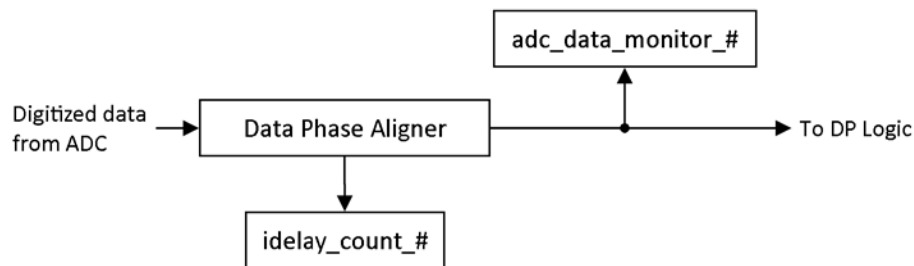 adc_data_monitor_#
Digitized data
from ADC
Data Phase Aligner
To DP Logic
idelay_count_#